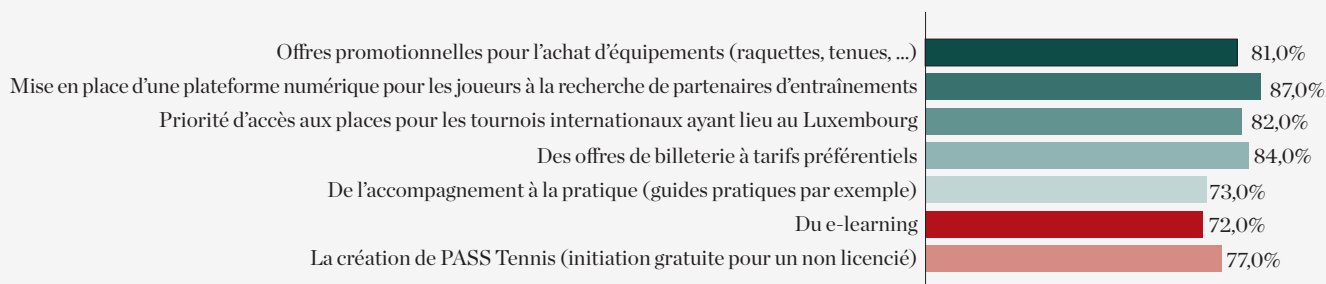 Offres promotionnelles pour l'achat d'équipements (raquettes, tenues, ...) 81,0%
Mise en place d'une plateforme numérique pour les joueurs à la recherche de partenaires d'entraînements 87,0%
Priorité d'accès aux places pour les tournois internationaux ayant lieu au Luxembourg 82,0%
Des offres de billeterie à tarifs préférentiels 84,0%
De l'accompagnement à la pratique (guides pratiques par exemple) 73,0%
Du e-learning 72,0%
La création de PASS Tennis (initiation gratuite pour un non licencié) 77,0%